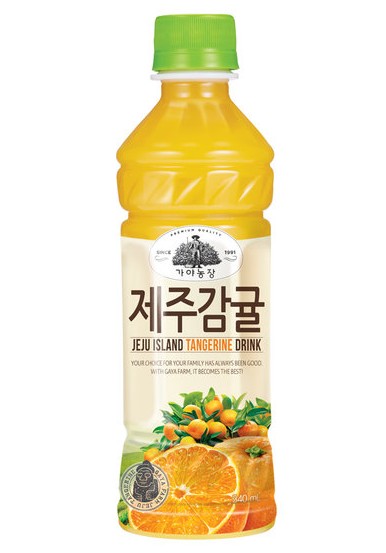 PREMIUM QUALITY
SINCE 1991
가야농장
제주감귤
JEJU ISLAND TANGERINE DRINK
YOUR CHOICE FOR YOUR FAMILY HAS ALWAYS BEEN GOOD.
WITH GAYA FARM, IT BECOMES THE BEST!
340 ml